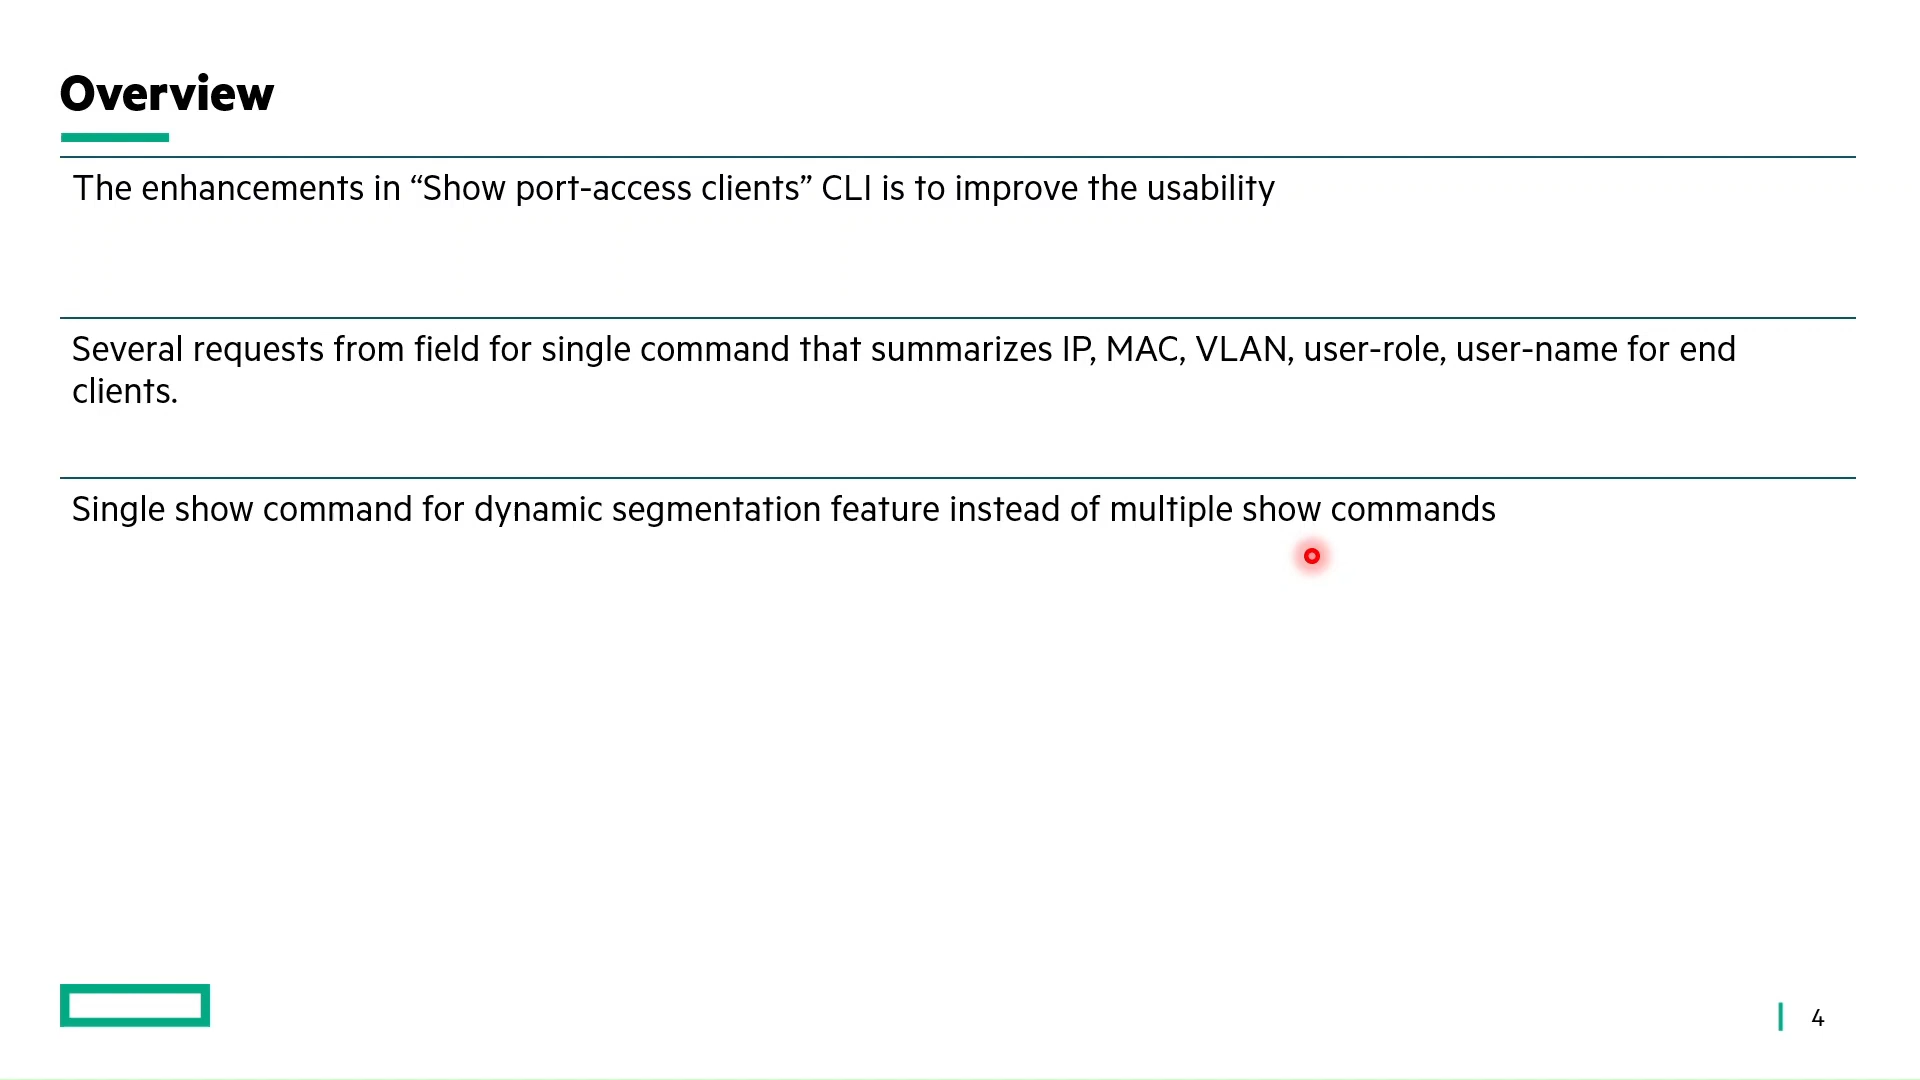 Overview
The enhancements in “Show port-access clients” CLI is to improve the usability
Several requests from field for single command that summarizes IP, MAC, VLAN, user-role, user-name for end
clients.
Single show command for dynamic segmentation feature instead of multiple show commands
4